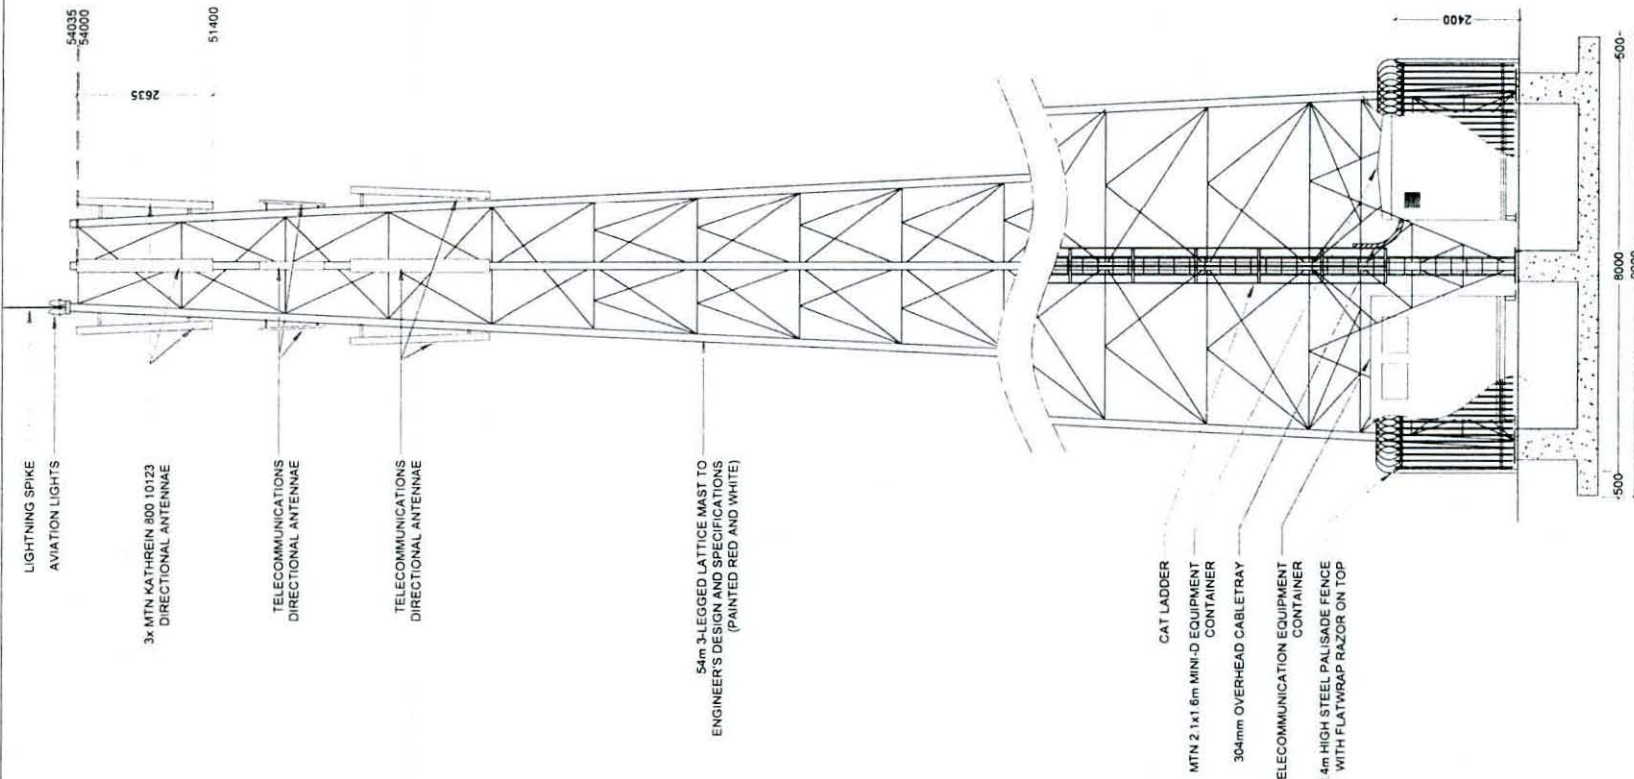 LIGHTNING SPIKE
AVIATION LIGHTS
3x MTN KATHREIN 800 10123
DIRECTIONAL ANTENNAE
TELECOMMUNICATIONS
DIRECTIONAL ANTENNAE
TELECOMMUNICATIONS
DIRECTIONAL ANTENNAE
54m 3-LEGGED LATTICE MAST TO
ENGINEER'S DESIGN AND SPECIFICATIONS
(PAINTED RED AND WHITE)
CAT LADDER
MTN 2.1x1.6m MINI-D EQUIPMENT
CONTAINER
304mm OVERHEAD CABLETRAY
ELECOMMUNICATION EQUIPMENT
CONTAINER
.4m HIGH STEEL PALISADE FENCE
WITH FLATWRAP RAZOR ON TOP
54035
54000
51400
2635
2400
500
8000
500